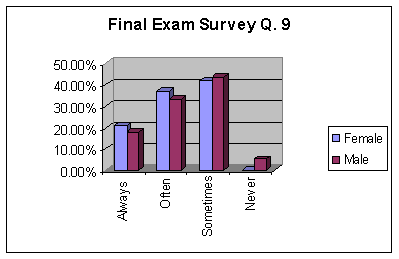 Final Exam Survey Q. 9
50.00%
40.00%
30.00%
20.00%
10.00%
0.00%
Always
Often
Sometimes
Never
Female
Male